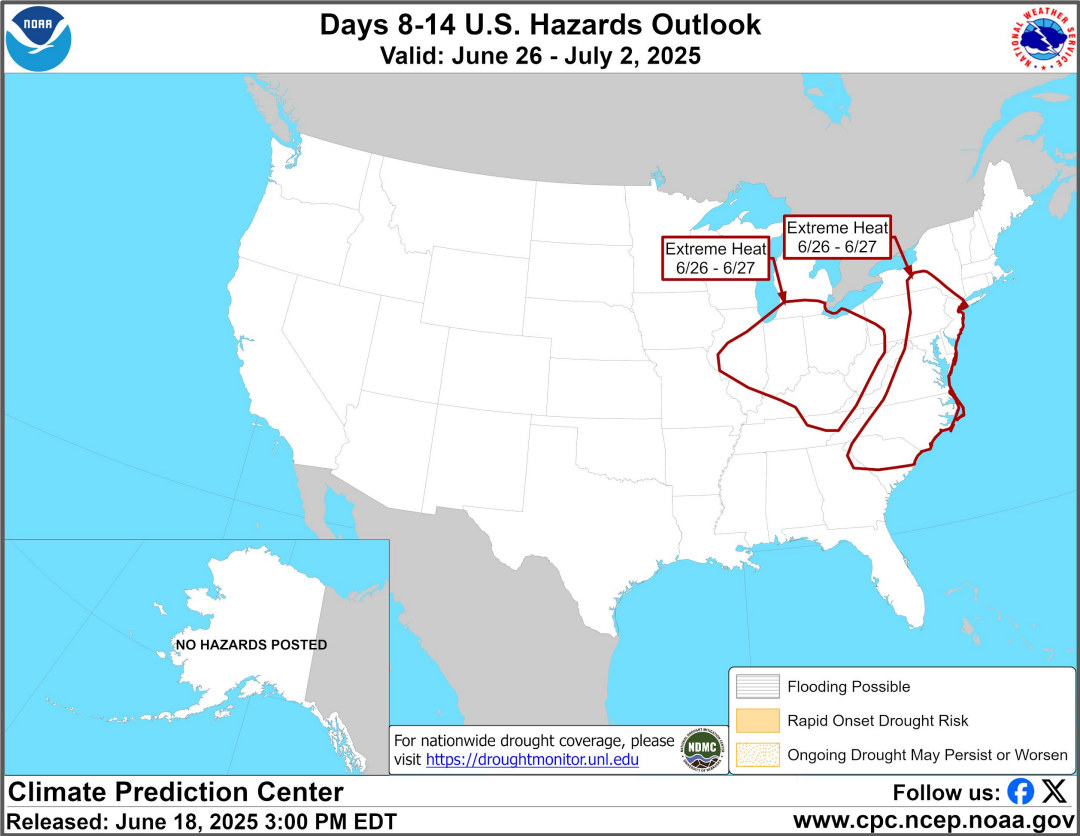 NOAA
Days 8-14 U.S. Hazards Outlook
Valid: June 26 - July 2, 2025
NATIONAL WEATHER SERVICE
Extreme Heat
6/26 - 6/27
Extreme Heat
6/26 - 6/27
NO HAZARDS POSTED
Flooding Possible
Rapid Onset Drought Risk
Ongoing Drought May Persist or Worsen
For nationwide drought coverage, please
visit https://droughtmonitor.unl.edu
NDMC
Climate Prediction Center
Follow us:
Released: June 18, 2025 3:00 PM EDT
www.cpc.ncep.noaa.gov